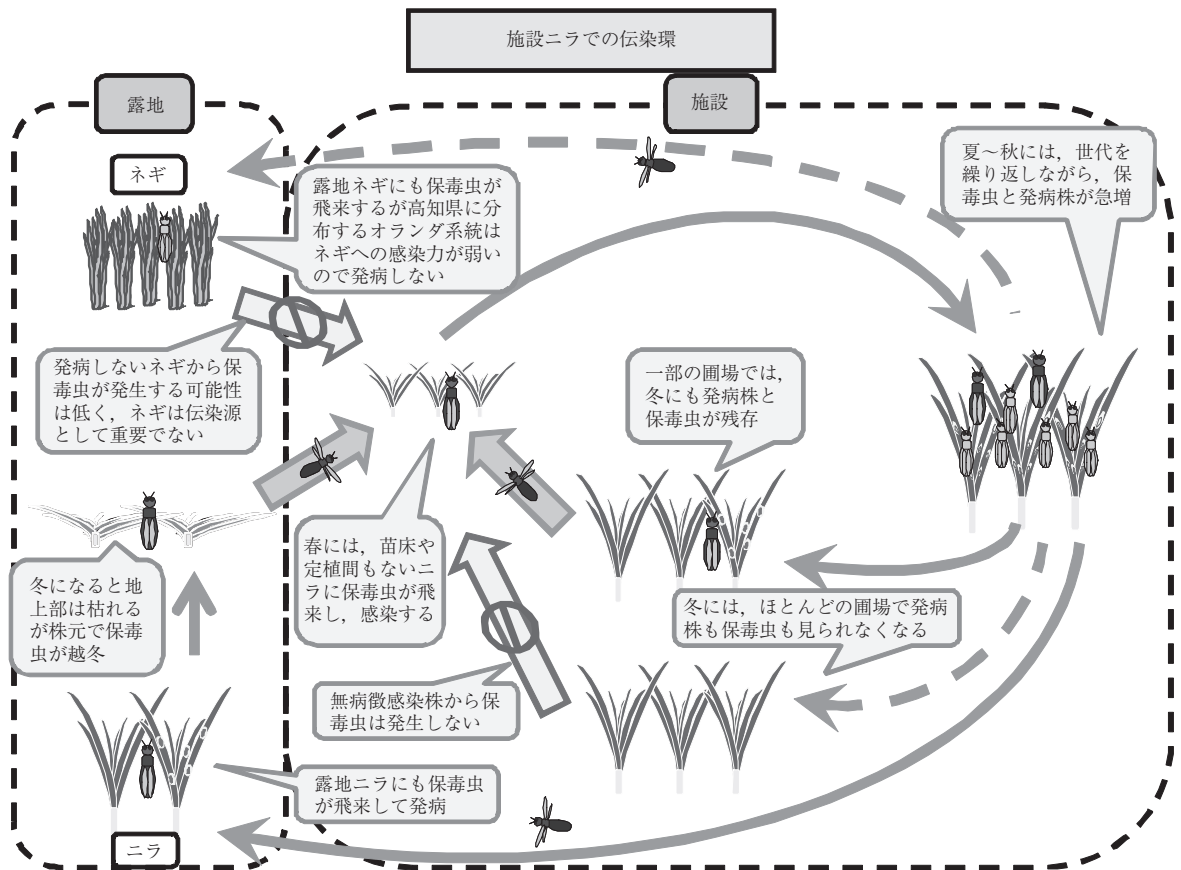 施設ニラでの伝染環
露地
施設
ネギ
露地ネギにも保毒虫が
飛来するが高知県に分
布するオランダ系統は
ネギへの感染力が弱い
ので発病しない
夏～秋には，世代を
繰り返しながら，保
毒虫と発病株が急増
発病しないネギから保
毒虫が発生する可能性
は低く，ネギは伝染源
として重要でない
一部の圃場では，
冬にも発病株と
保毒虫が残存
春には，苗床や
定植間もないニ
ラに保毒虫が飛
来し，感染する
冬になると地
上部は枯れる
が株元で保毒
虫が越冬
冬には，ほとんどの圃場で発病
株も保毒虫も見られなくなる
無病徴感染株から保
毒虫は発生しない
露地ニラにも保毒虫
が飛来して発病
ニラ